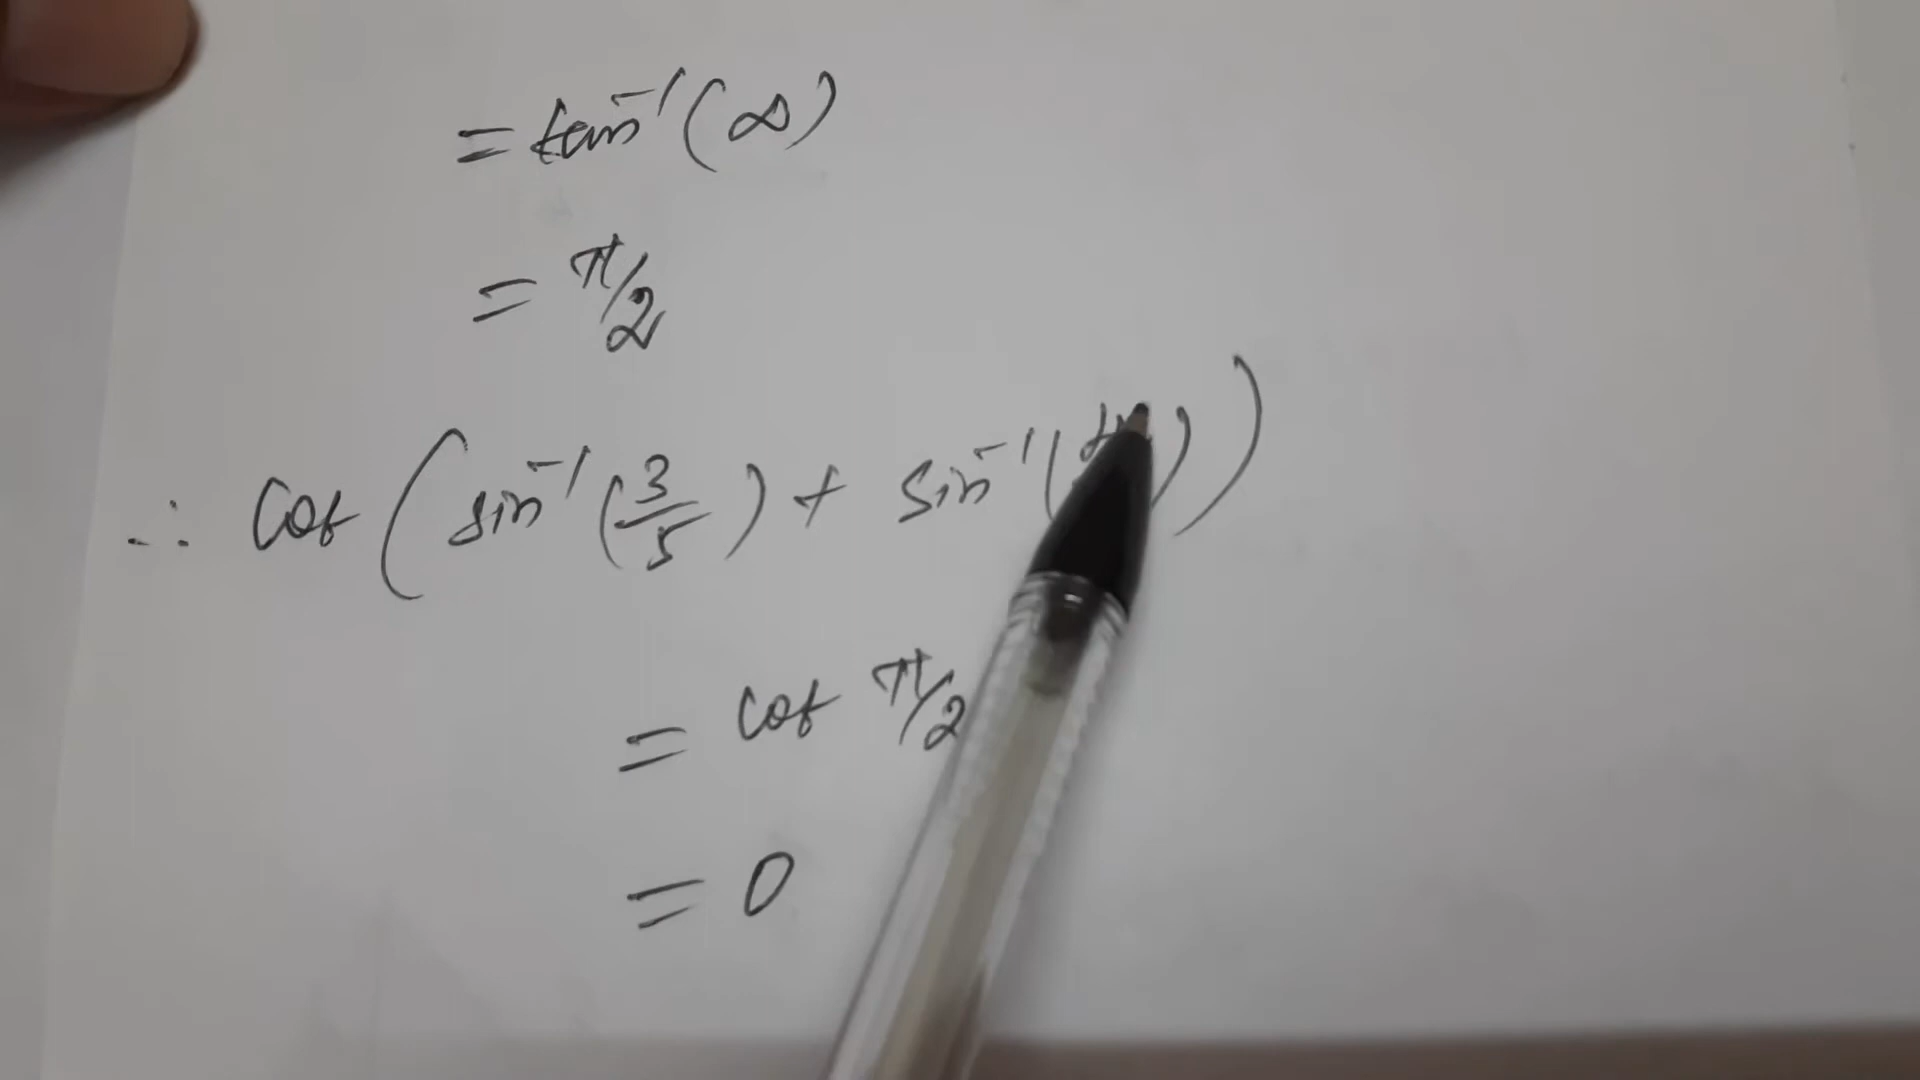 = tan⁻¹(∞)
= π/2
∴ Cot(sin⁻¹(3/5) + sin⁻¹( ))
= Cot π/2
= 0